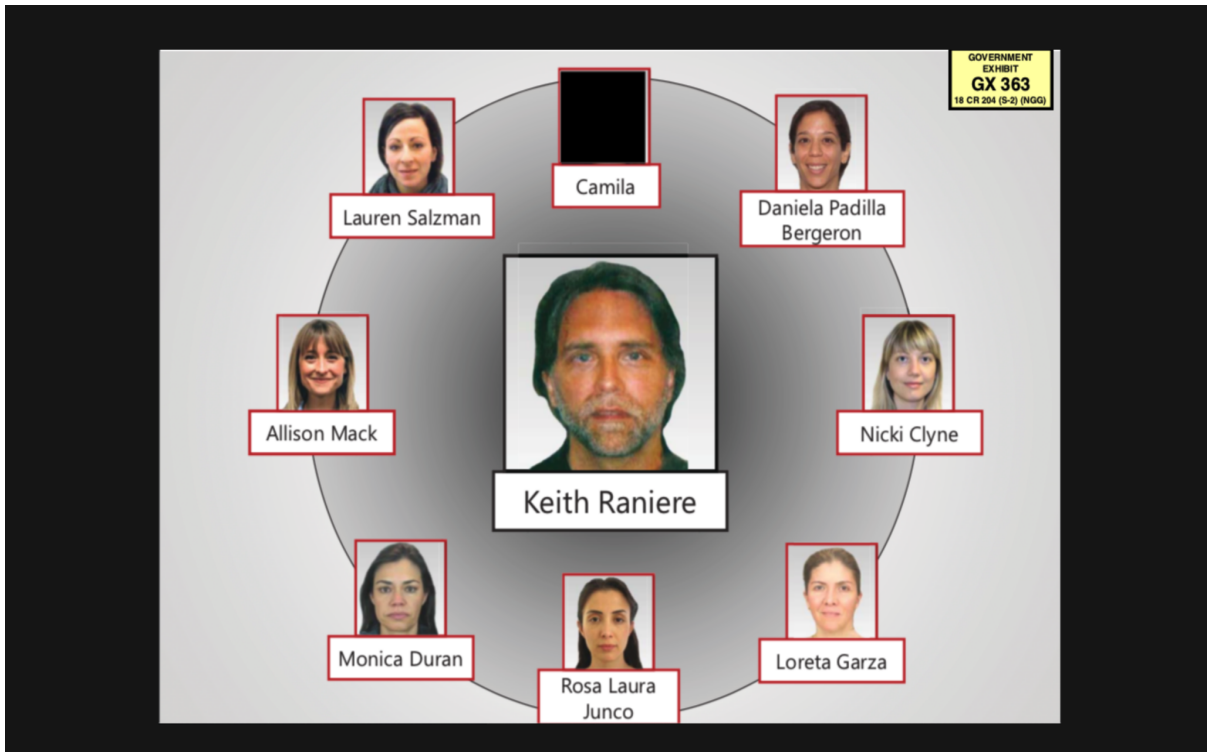 GOVERNMENT
EXHIBIT
GX 363
18 CR 204 (S-2) (NGG)
Camila
Lauren Salzman
Daniela Padilla
Bergeron
Allison Mack
Keith Raniere
Nicki Clyne
Monica Duran
Rosa Laura
Junco
Loreta Garza